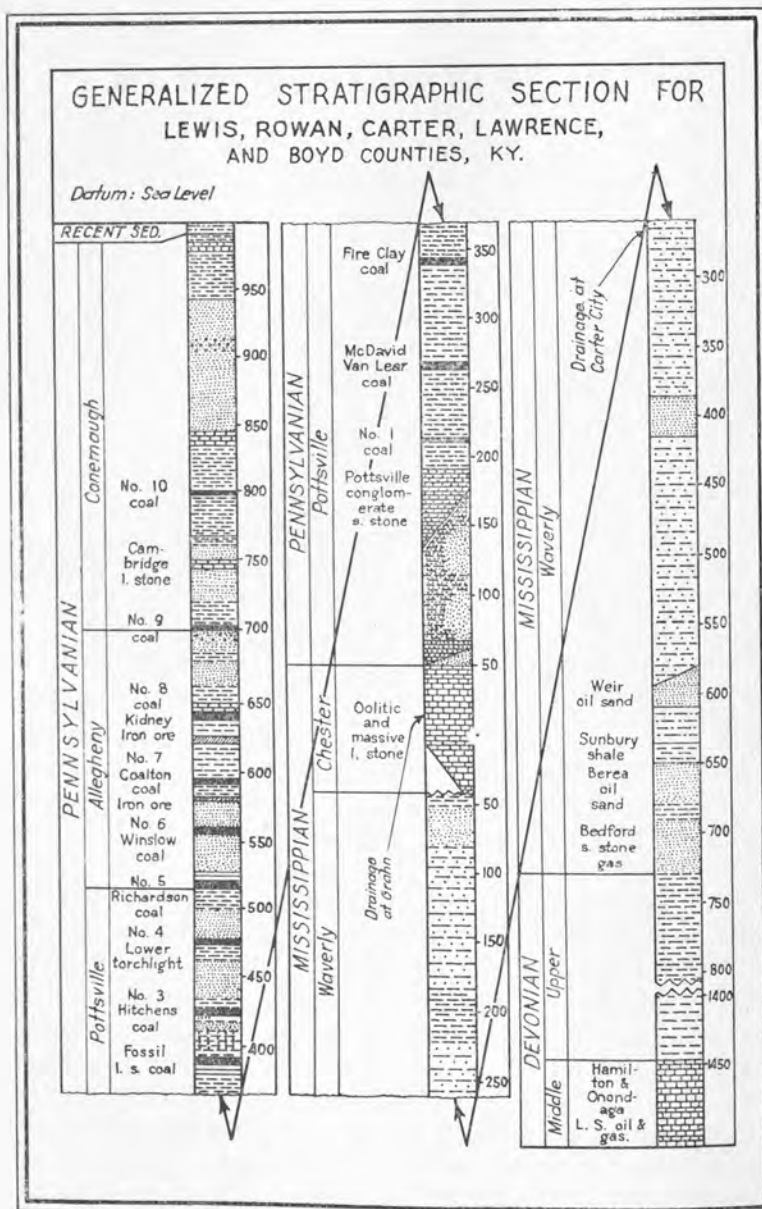 GENERALIZED STRATIGRAPHIC SECTION FOR
LEWIS, ROWAN, CARTER, LAWRENCE,
AND BOYD COUNTIES, KY.
Datum: Sea Level
RECENT SED.
PENNSYLVANIAN
Conemaugh
No. 10
coal
Cam-
bridge
l. stone
No. 9
coal
Allegheny
No. 8
coal
Kidney
Iron ore
No. 7
Coalton
coal
Iron ore
No. 6
Winslow
coal
No. 5
Richardson
coal
Pottsville
No. 4
Lower
torchlight
No. 3
Hitchens
coal
Fossil
l. s. coal
950
900
850
800
750
700
650
600
550
500
450
400
PENNSYLVANIAN
Pottsville
Fire Clay
coal
McDavid
Van Lear
coal
No. 1
coal
Pottsville
conglom-
erate
s. stone
MISSISSIPPIAN
Chester
Oolitic
and
massive
l. stone
Drainage
at Grahn
Waverly
350
300
250
200
150
100
50
50
100
150
200
250
MISSISSIPPIAN
Waverly
Drainage at
Carter City
Weir
oil sand
Sunbury
shale
Berea
oil
sand
Bedford
s. stone
gas
DEVONIAN
Upper
Middle
Hamil-
ton &
Onond-
aga
L. S. oil &
gas.
300
350
400
450
500
550
600
650
700
750
800
1400
1450